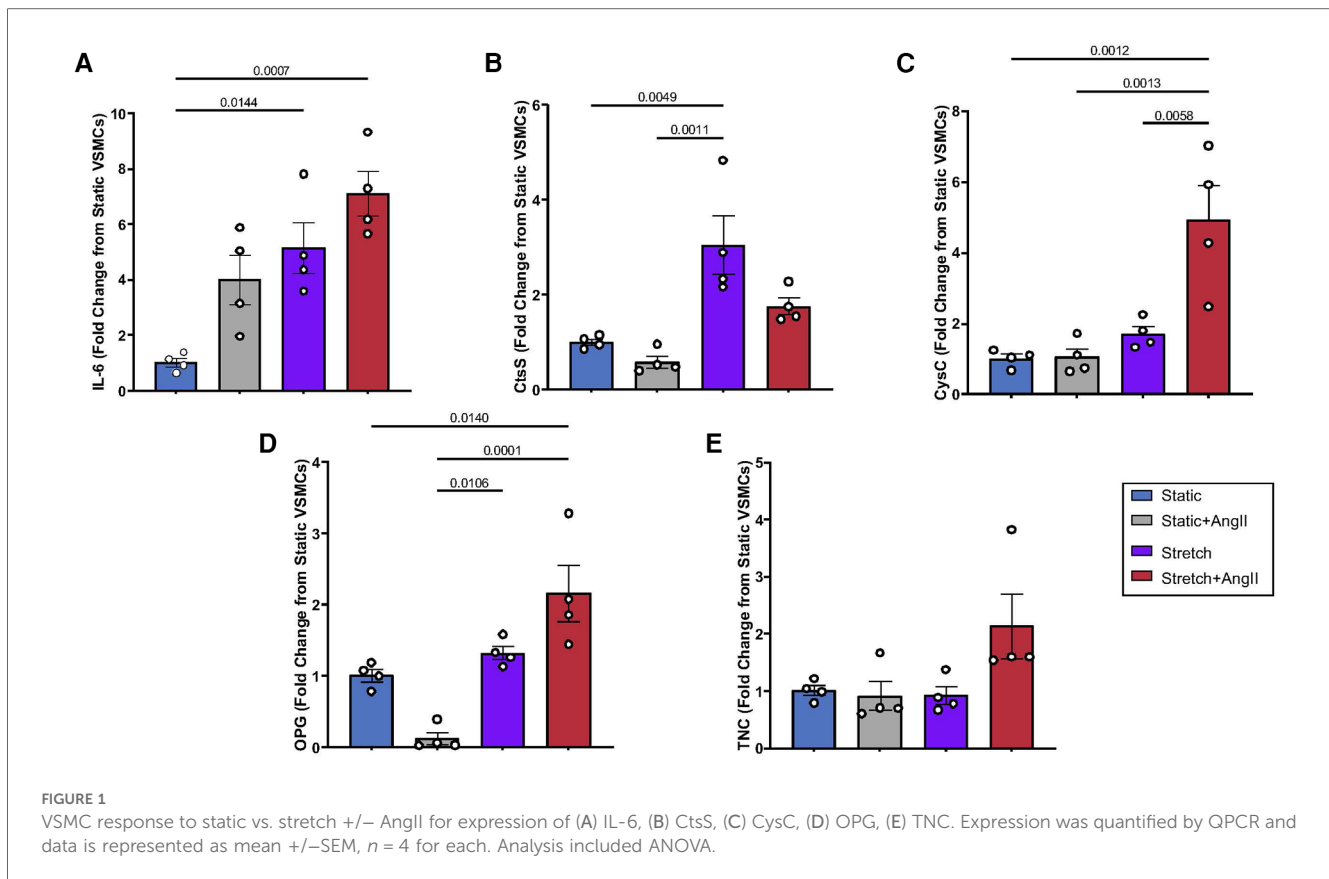 A
0.0007
0.0144
IL-6 (Fold Change from Static VSMCs)
10
8
6
4
2
0
B
0.0049
0.0011
CtsS (Fold Change from Static VSMCs)
6
4
2
0
C
0.0012
0.0013
0.0058
CysC (Fold Change from Static VSMCs)
8
6
4
2
0
D
0.0140
0.0001
0.0106
OPG (Fold Change from Static VSMCs)
4
3
2
1
0
E
TNC (Fold Change from Static VSMCs)
5
4
3
2
1
0
Static
Static+AngII
Stretch
Stretch+AngII
FIGURE 1
VSMC response to static vs. stretch +/− AngII for expression of (A) IL-6, (B) CtsS, (C) CysC, (D) OPG, (E) TNC. Expression was quantified by QPCR and
data is represented as mean +/−SEM, n = 4 for each. Analysis included ANOVA.